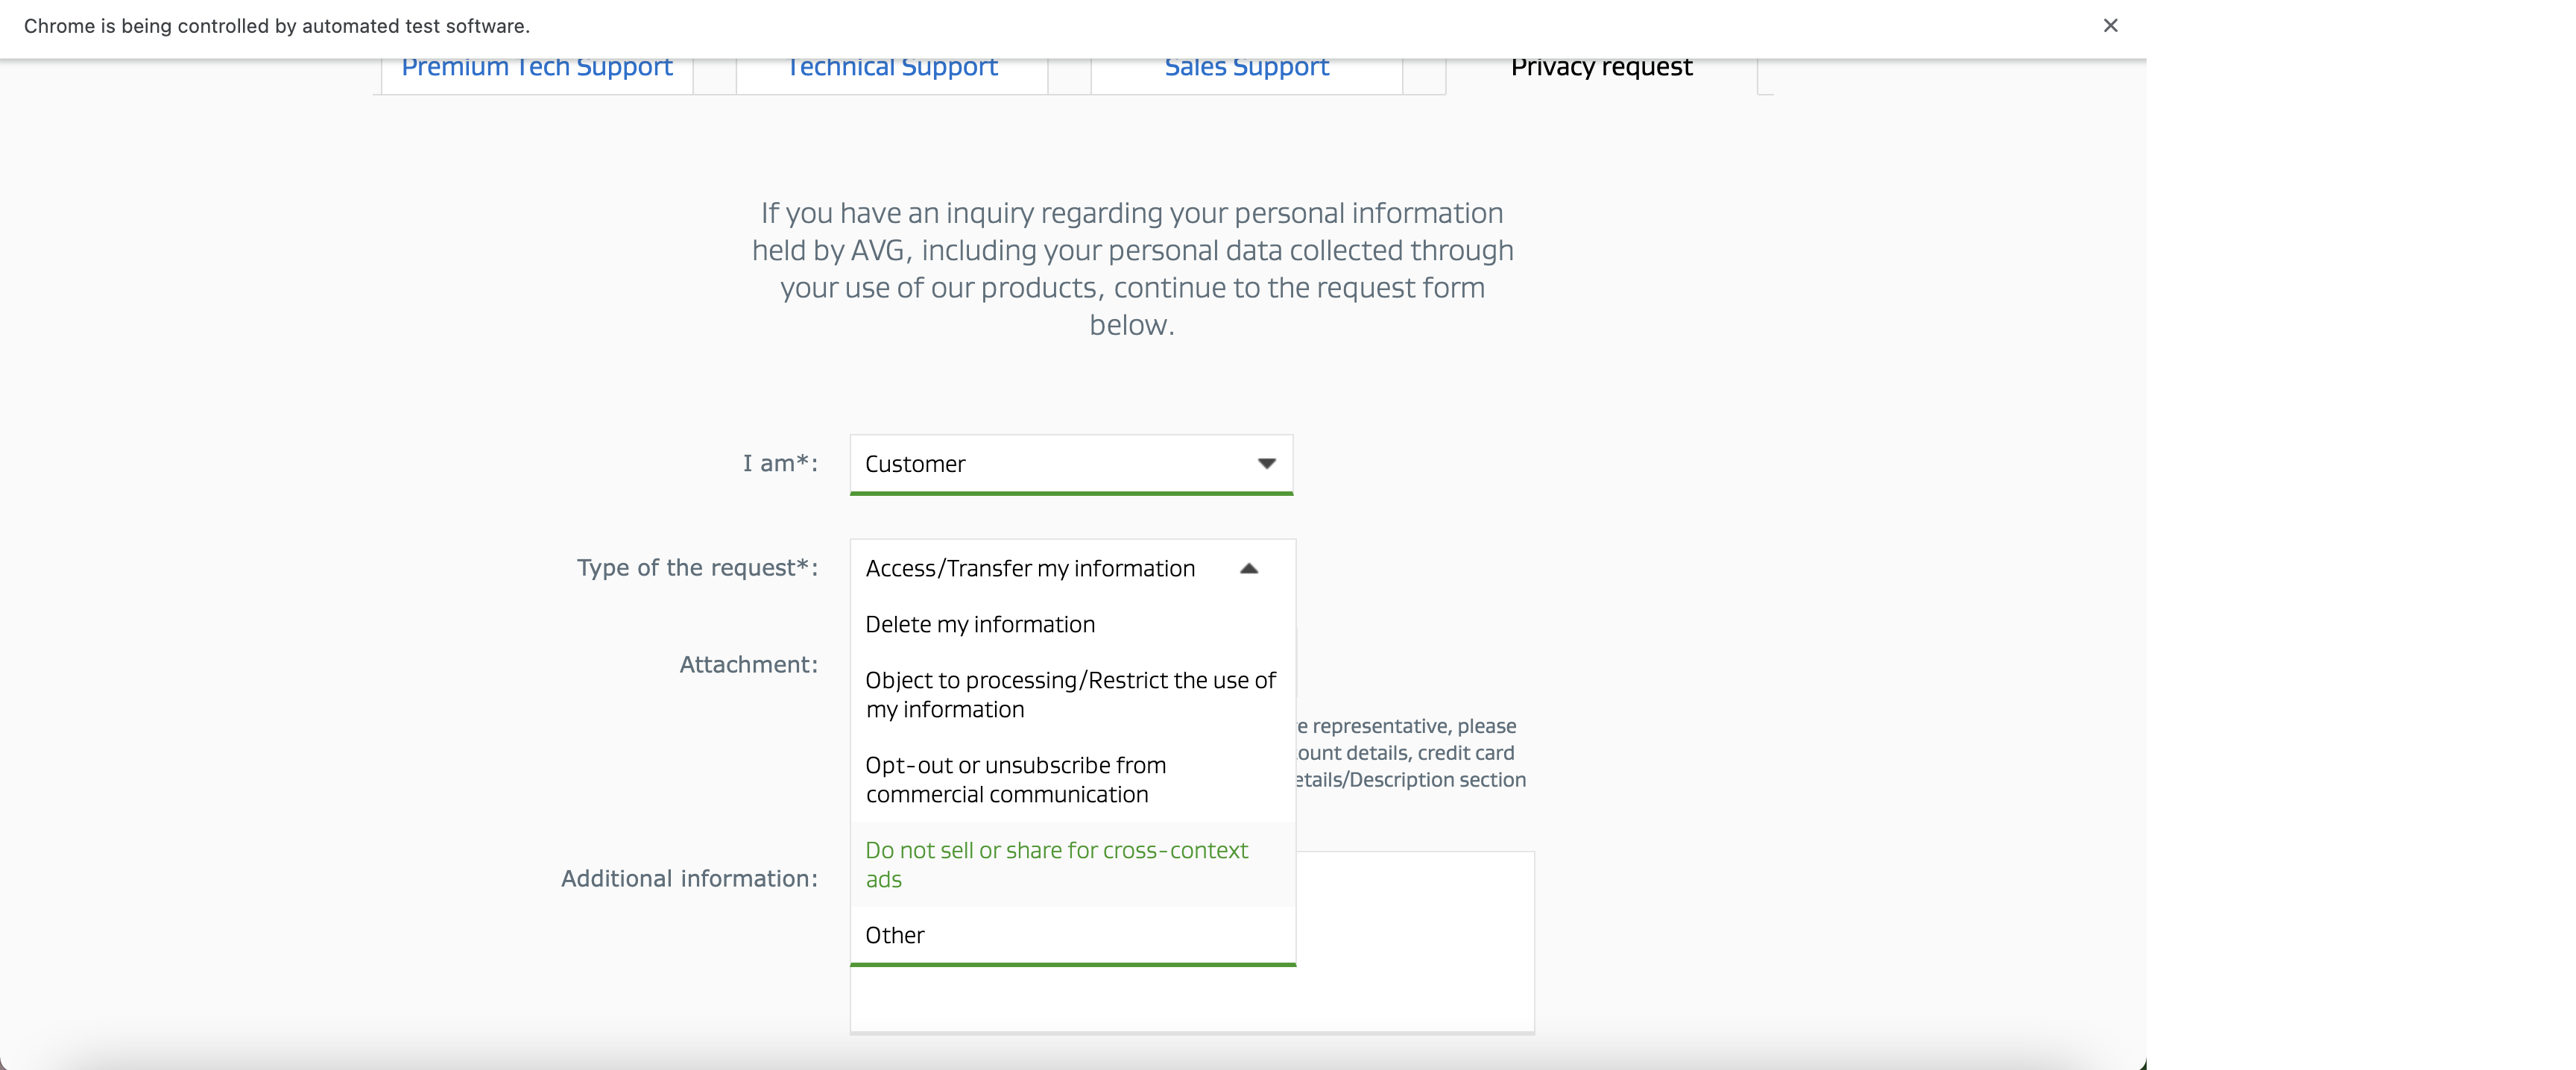 Chrome is being controlled by automated test software.
Premium Tech Support
Technical Support
Sales Support
Privacy request
If you have an inquiry regarding your personal information
held by AVG, including your personal data collected through
your use of our products, continue to the request form
below.
I am*:
Customer
Type of the request*:
Access/Transfer my information
Delete my information
Attachment:
Object to processing/Restrict the use of
my information
representative, please
details, credit card
section
Opt-out or unsubscribe from
commercial communication
Do not sell or share for cross-context
ads
Additional information:
Other